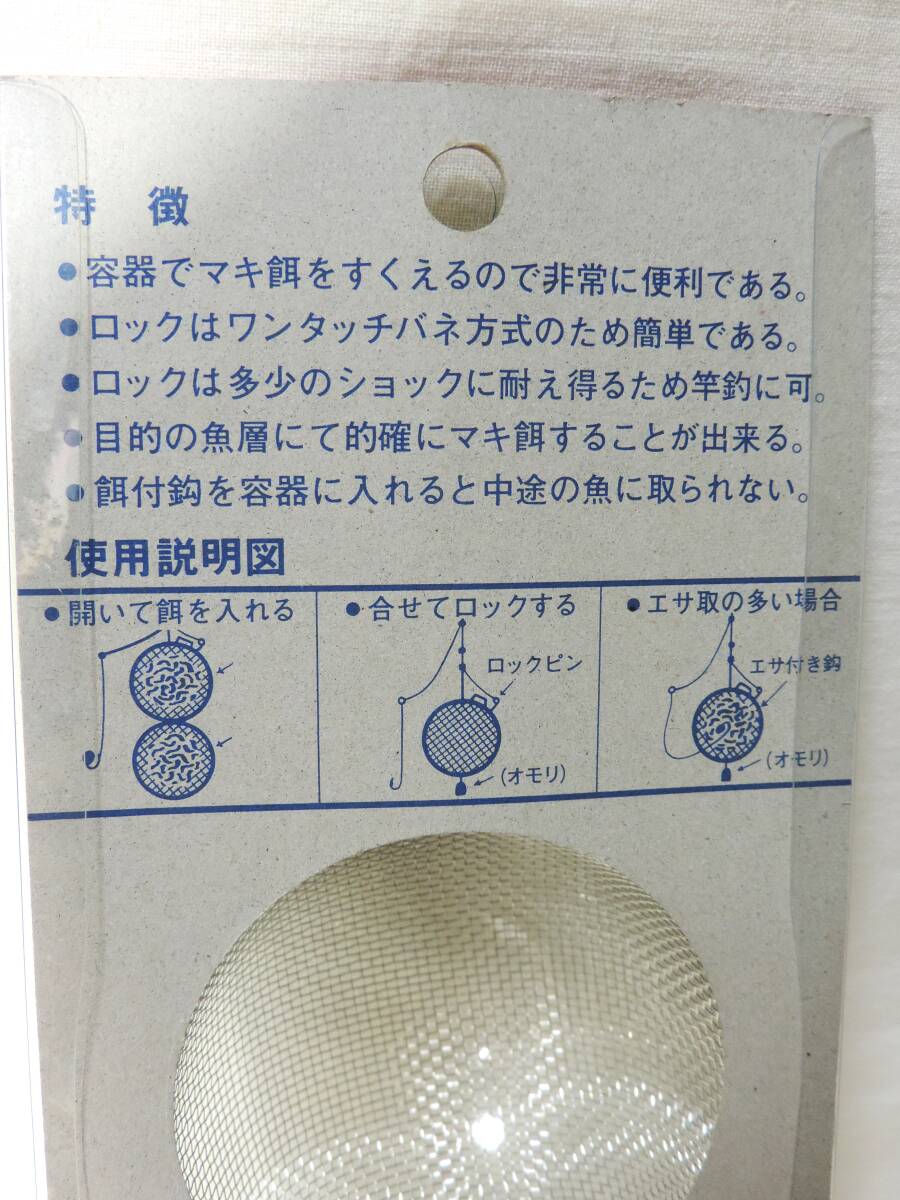 特　徴
●容器でマキ餌をすくえるので非常に便利である。
●ロックはワンタッチバネ方式のため簡単である。
●ロックは多少のショックに耐え得るため竿釣に可。
●目的の魚層にて的確にマキ餌することが出来る。
●餌付鈎を容器に入れると中途の魚に取られない。
使用説明図
●開いて餌を入れる
●合せてロックする
ロックピン
(オモリ)
●エサ取の多い場合
エサ付き鈎
(オモリ)